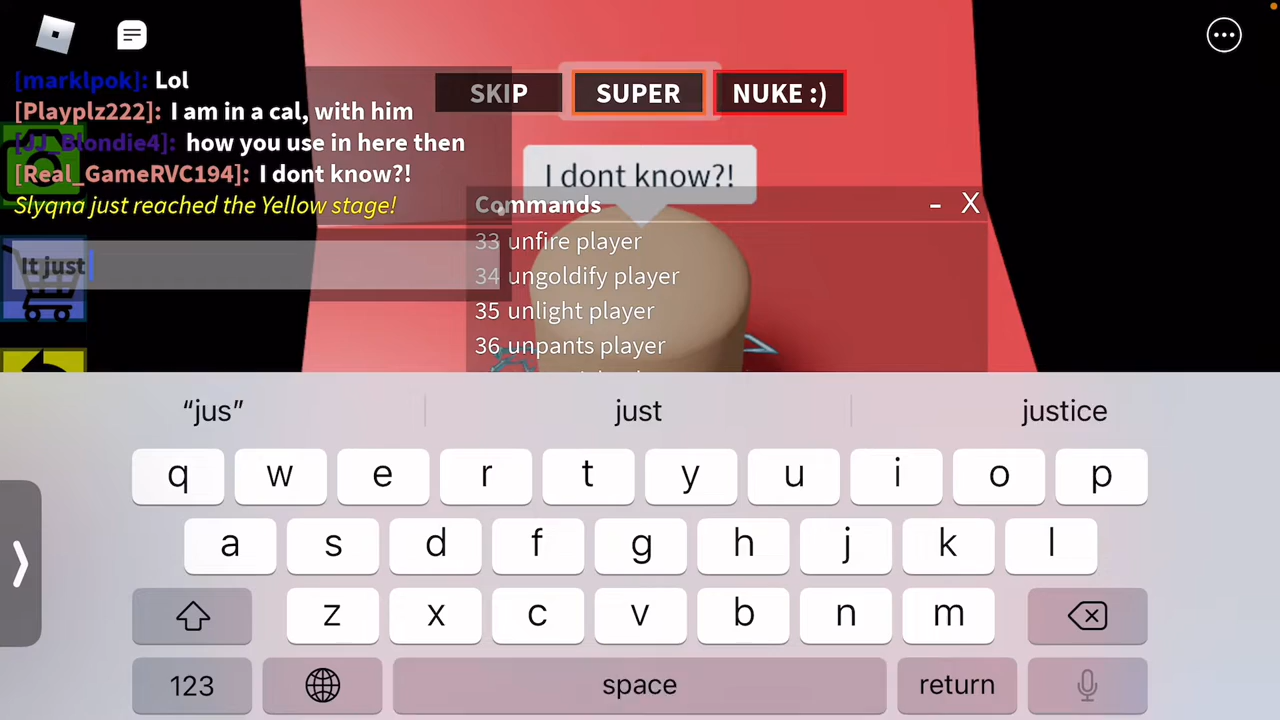 [marklpok]: Lol
[Playplz222]: I am in a cal, with him
[JJ_Blondie4]: how you use in here then
[Real_GameRVC194]: I dont know?!
Slyqna just reached the Yellow stage!
It just
SKIP SUPER NUKE :)
I dont know?!
Commands - X
33 unfire player
34 ungoldify player
35 unlight player
36 unpants player
“jus” just justice
q w e r t y u i o p
a s d f g h j k l
z x c v b n m
123 space return